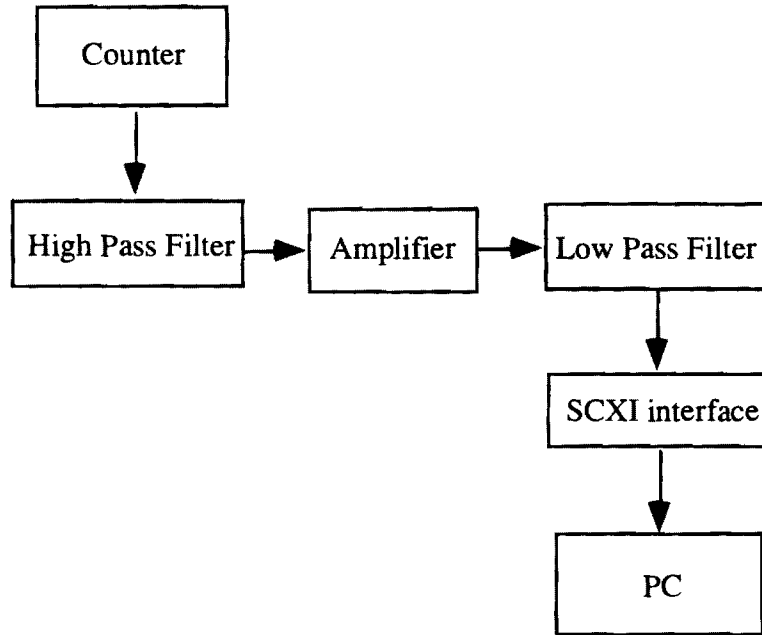 Counter
High Pass Filter
Amplifier
Low Pass Filter
SCXI interface
PC